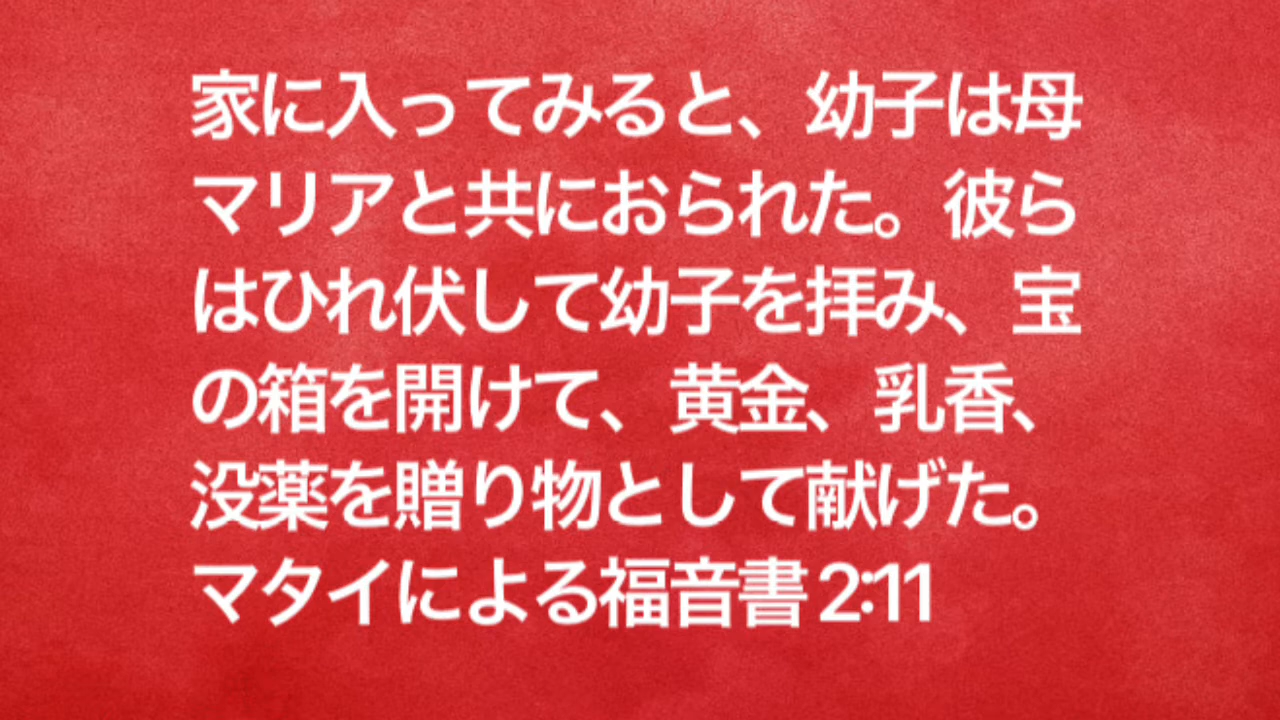 家に入ってみると、幼子は母
マリアと共におられた。彼ら
はひれ伏して幼子を拝み、宝
の箱を開けて、黄金、乳香、
没薬を贈り物として献げた。
マタイによる福音書 2:11